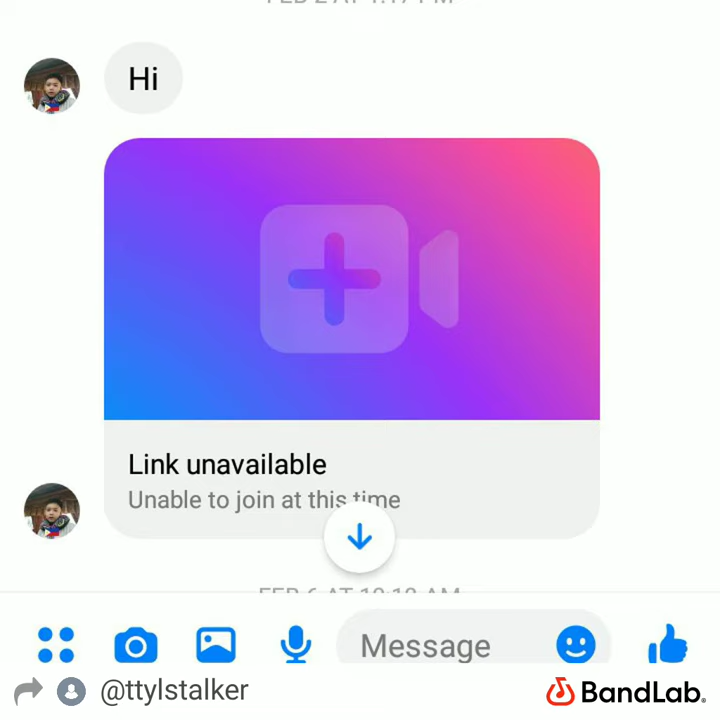 Hi
Link unavailable
Unable to join at this time
Message
@ttylstalker
BandLab